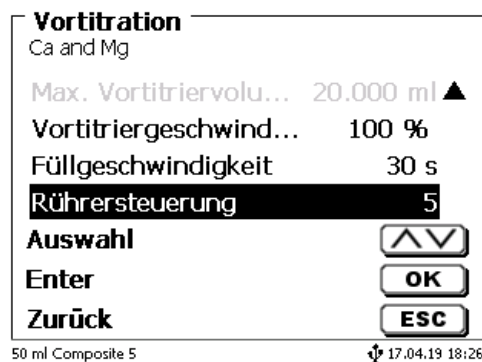 Vortitration
Ca and Mg
Max. Vortitriervolu... 20.000 ml
Vortitriergeschwind... 100 %
Füllgeschwindigkeit 30 s
Rührersteuerung 5
Auswahl
Enter OK
Zurück ESC
50 ml Composite 5 17.04.19 18:26